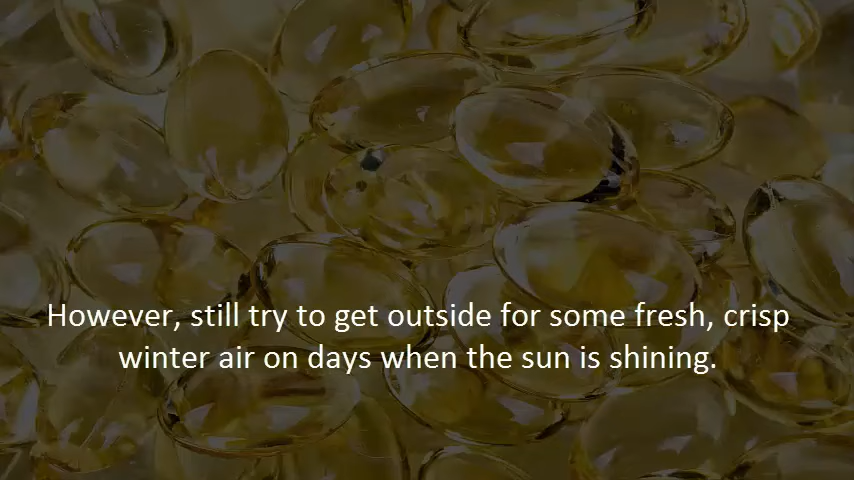 However, still try to get outside for some fresh, crisp
winter air on days when the sun is shining.